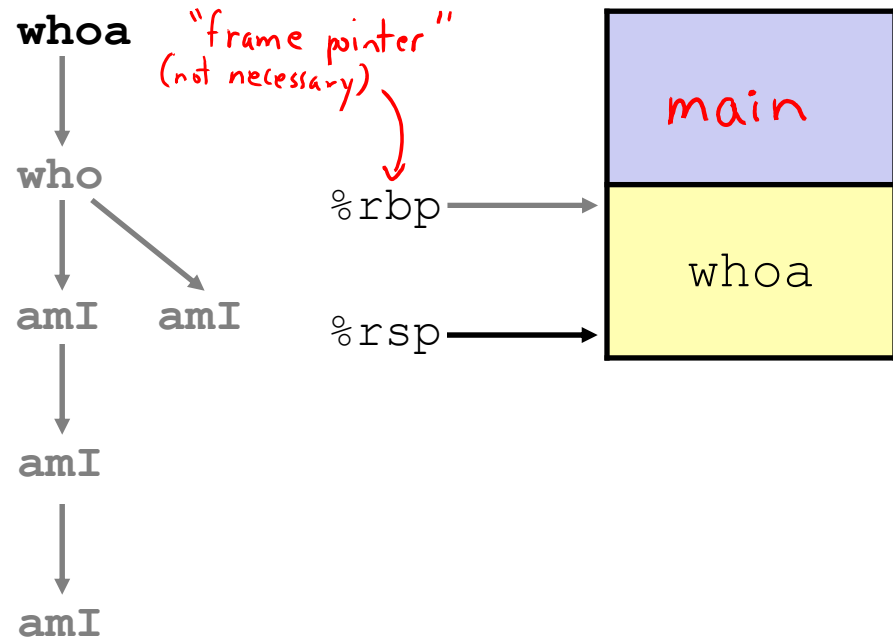 whoa
"frame pointer"
(not necessary)
main
who
%rbp
whoa
amI
amI
%rsp
amI
amI